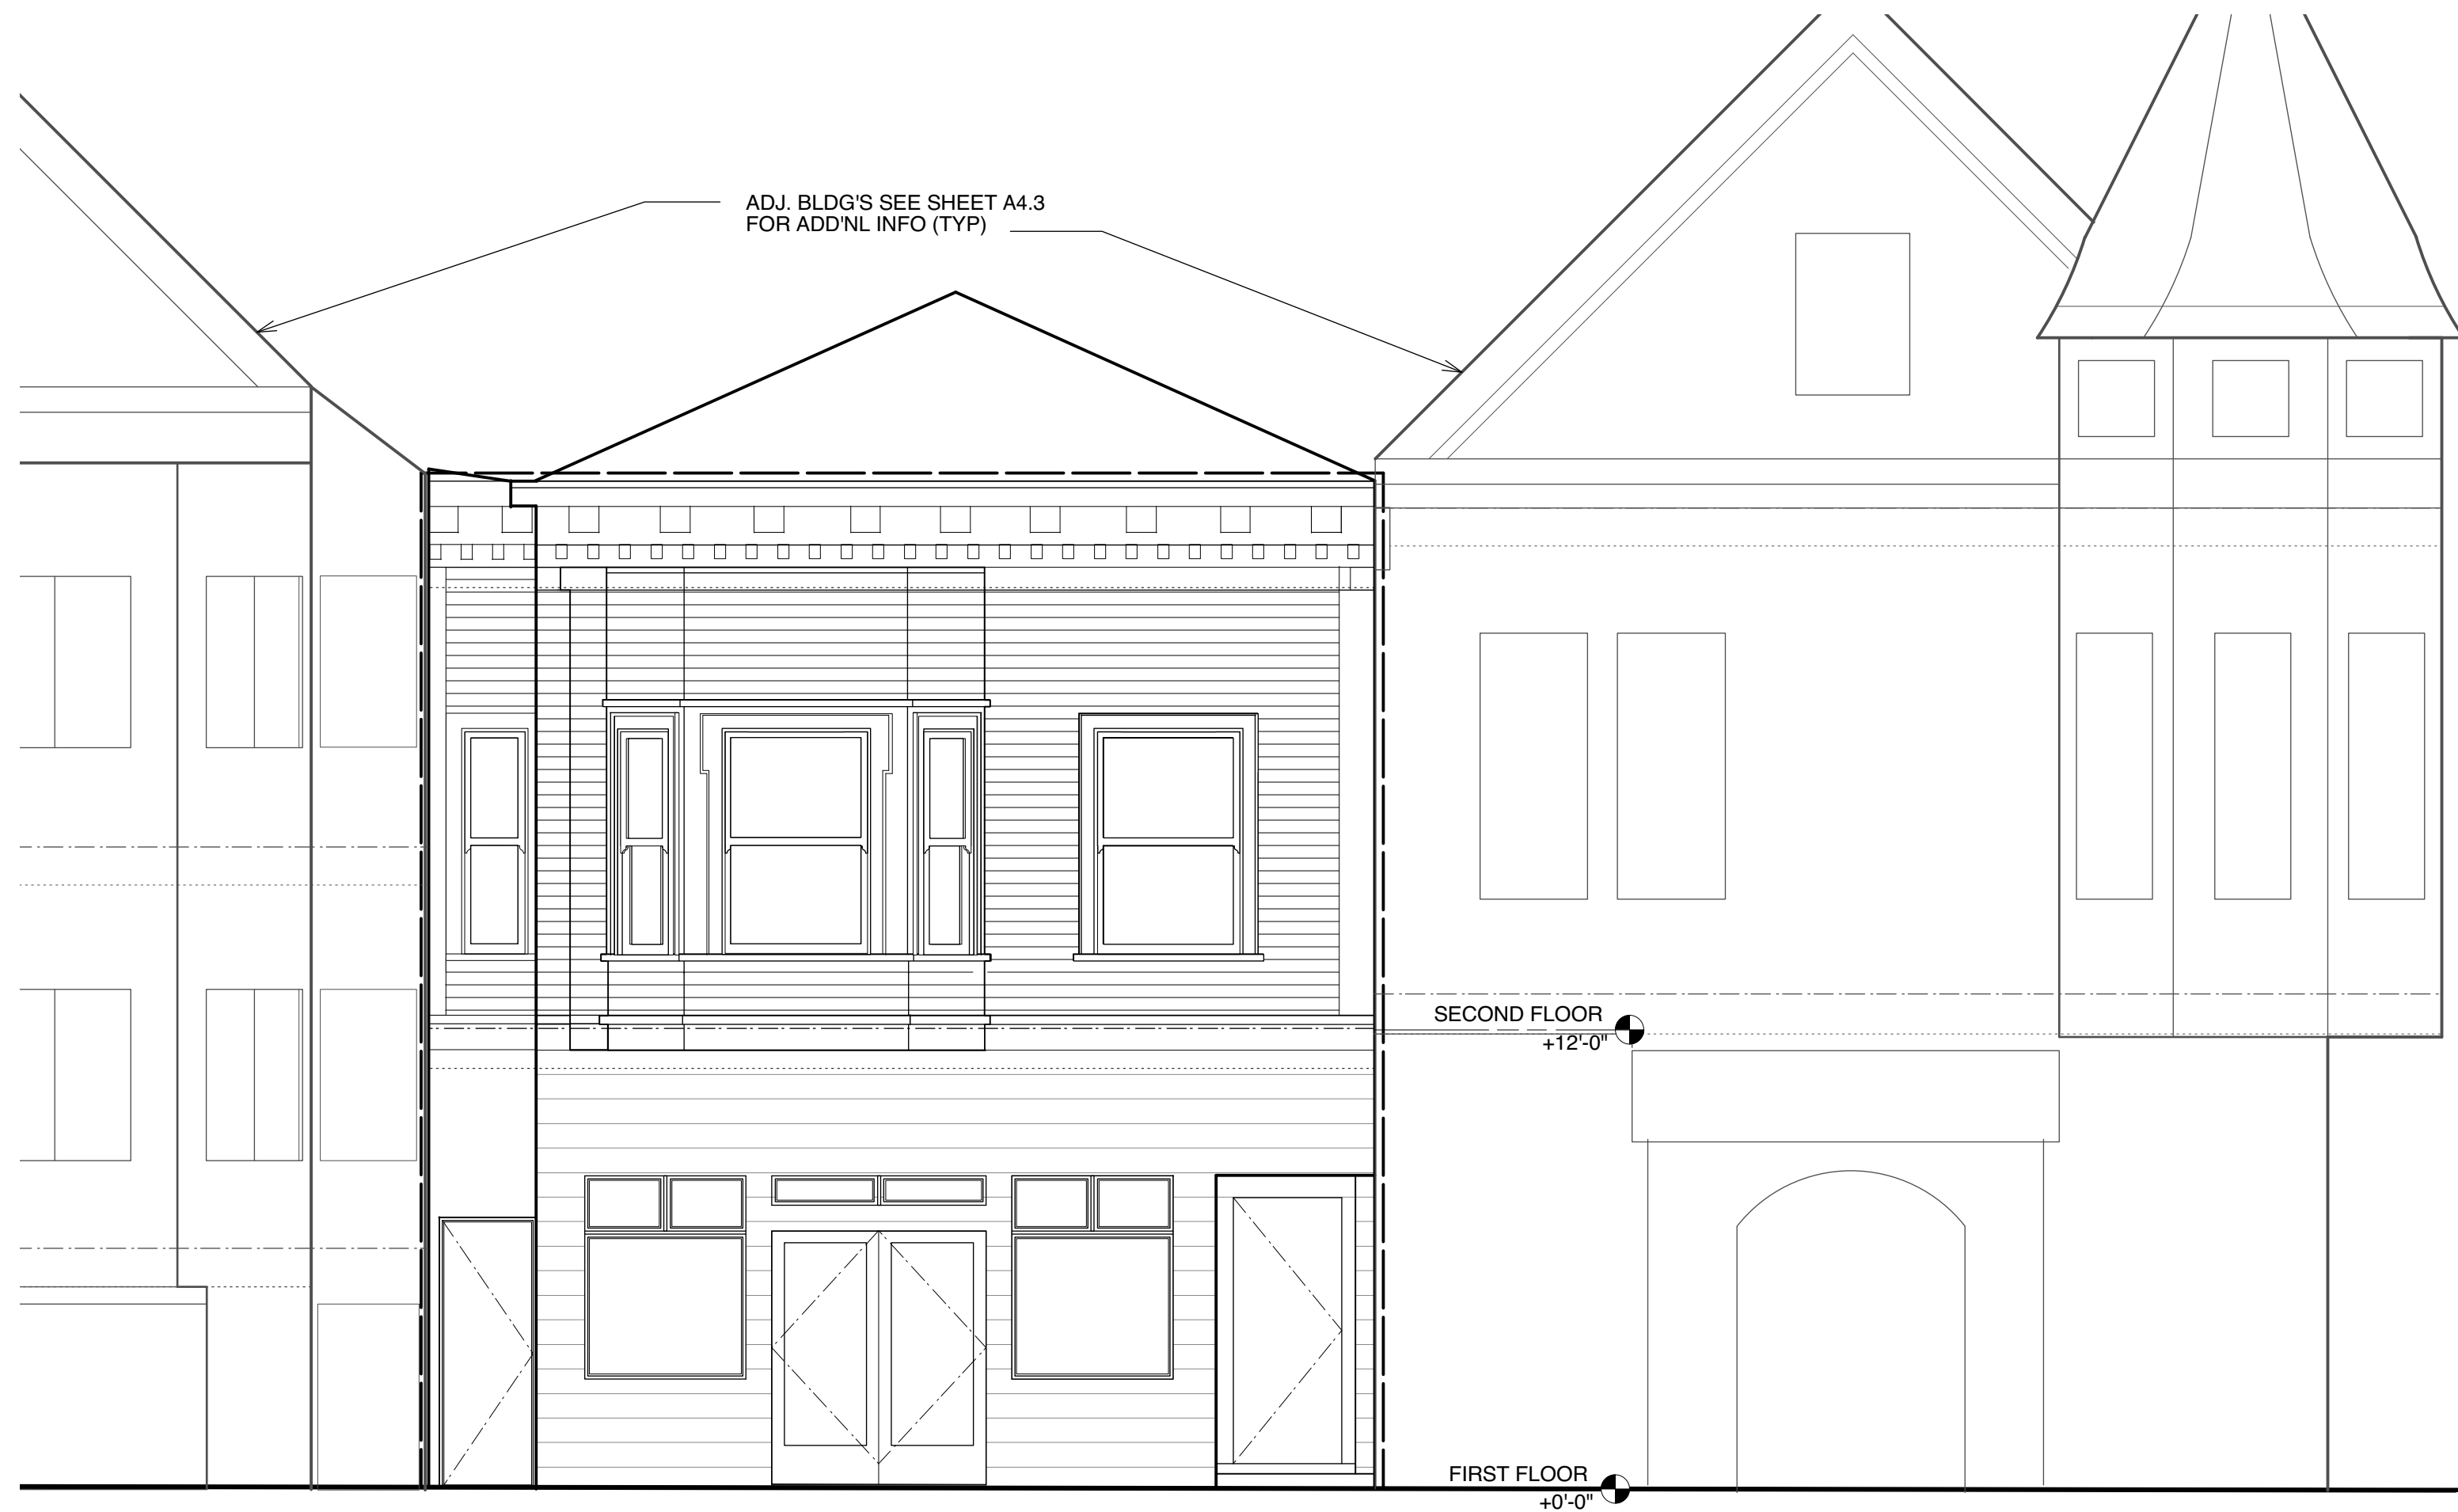 ADJ. BLDG'S SEE SHEET A4.3
FOR ADD'NL INFO (TYP)
SECOND FLOOR
+12'-0"
FIRST FLOOR
+0'-0"